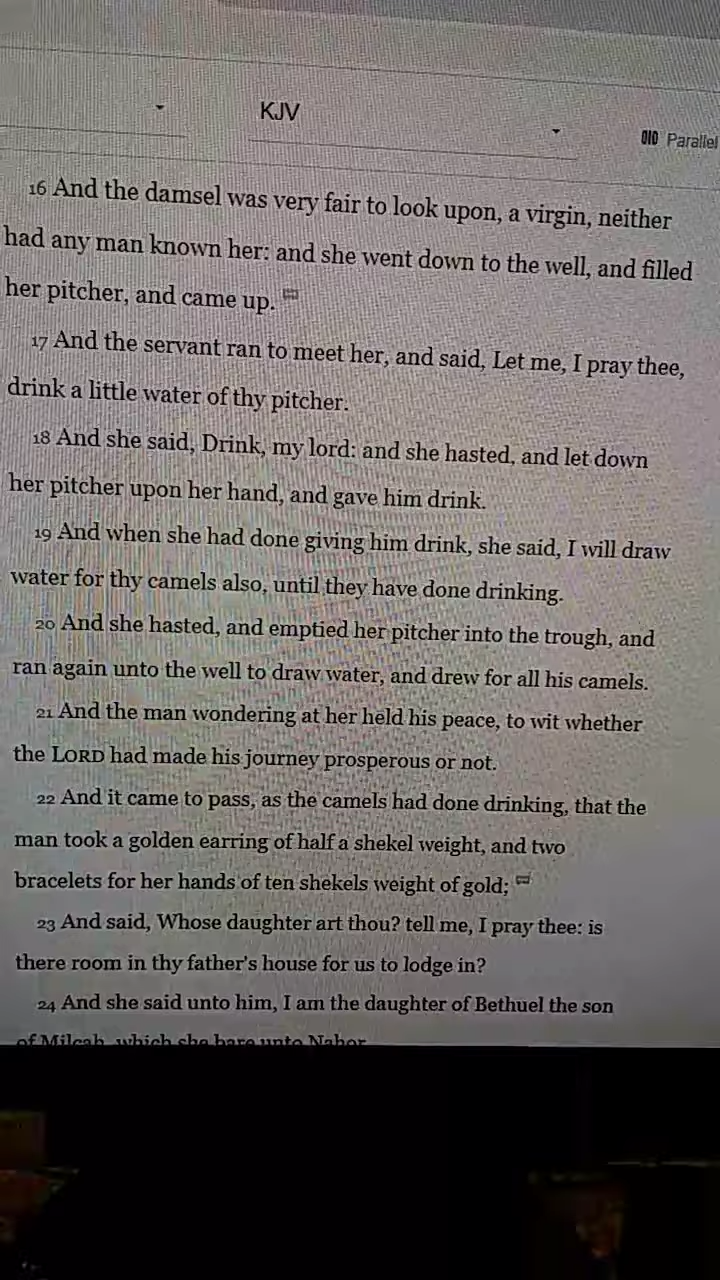 KJV
Parallel
16 And the damsel was very fair to look upon, a virgin, neither
had any man known her: and she went down to the well, and filled
her pitcher, and came up.
17 And the servant ran to meet her, and said, Let me, I pray thee,
drink a little water of thy pitcher.
18 And she said, Drink, my lord: and she hasted, and let down
her pitcher upon her hand, and gave him drink.
19 And when she had done giving him drink, she said, I will draw
water for thy camels also, until they have done drinking.
20 And she hasted, and emptied her pitcher into the trough, and
ran again unto the well to draw water, and drew for all his camels.
21 And the man wondering at her held his peace, to wit whether
the LORD had made his journey prosperous or not.
22 And it came to pass, as the camels had done drinking, that the
man took a golden earring of half a shekel weight, and two
bracelets for her hands of ten shekels weight of gold;
23 And said, Whose daughter art thou? tell me, I pray thee: is
there room in thy father's house for us to lodge in?
24 And she said unto him, I am the daughter of Bethuel the son
of Milcah, which she bare unto Nahor